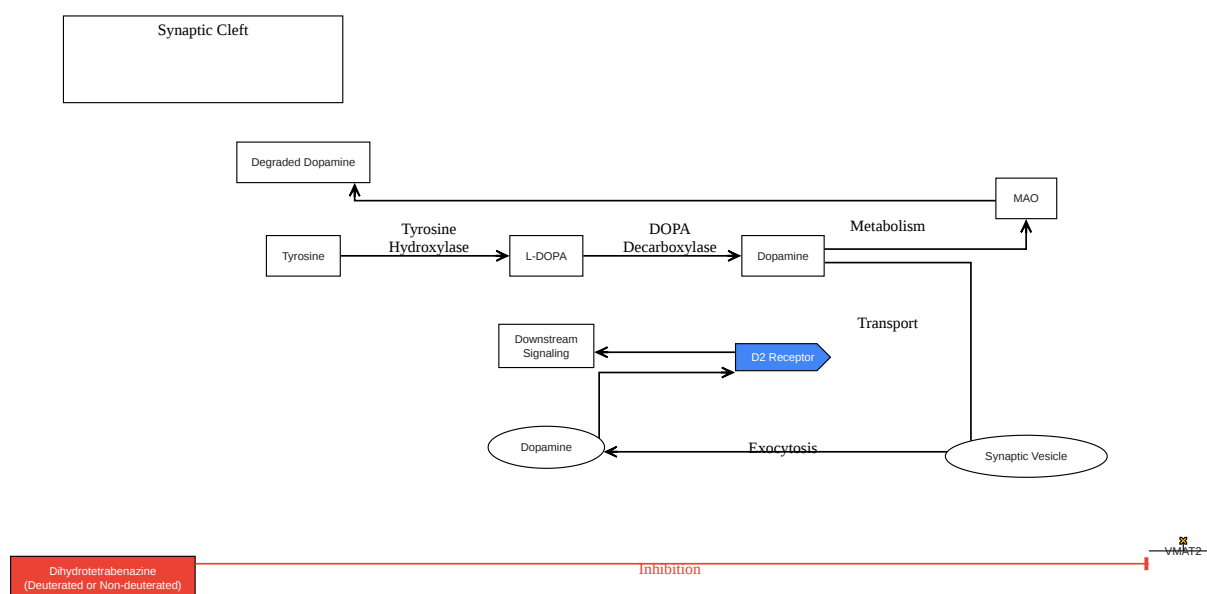 Synaptic Cleft
Degraded Dopamine
MAO
Metabolism
Tyrosine
Hydroxylase
DOPA
Decarboxylase
Tyrosine
L-DOPA
Dopamine
Transport
Downstream
Signaling
D2 Receptor
Dopamine
Exocytosis
Synaptic Vesicle
VMAT2
Inhibition
Dihydrotetrabenazine
(Deuterated or Non-deuterated)